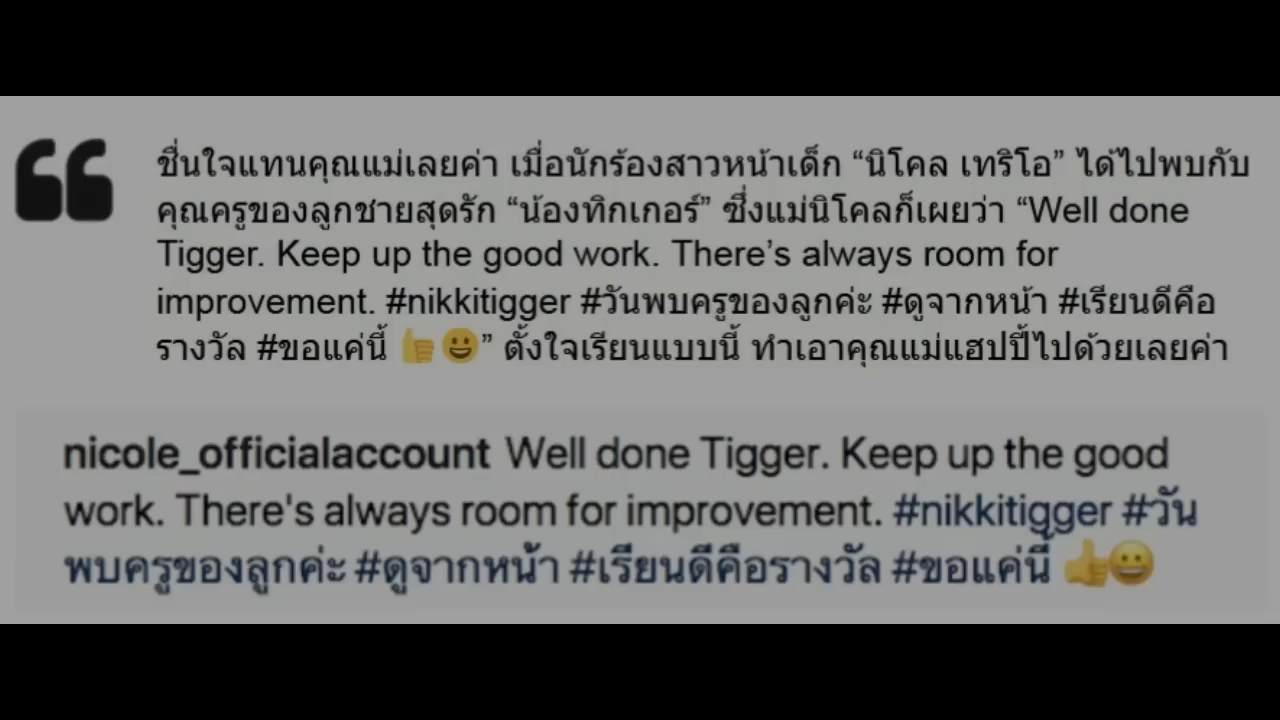 ชื่นใจแทนคุณแม่เลยค่า เมื่อนักร้องสาวหน้าเด็ก “นิโคล เทริโอ” ได้ไปพบกับ
คุณครูของลูกชายสุดรัก “น้องทิกเกอร์” ซึ่งแม่นิโคลก็เผยว่า “Well done
Tigger. Keep up the good work. There’s always room for
improvement. #nikkitigger #วันพบครูของลูกค่ะ #ดูจากหน้า #เรียนดีคือ
รางวัล #ขอแค่นี้ 👍😀” ตั้งใจเรียนแบบนี้ ทำเอาคุณแม่แฮปปี้ไปด้วยเลยค่า
nicole_officialaccount Well done Tigger. Keep up the good
work. There's always room for improvement. #nikkitigger #วัน
พบครูของลูกค่ะ #ดูจากหน้า #เรียนดีคือรางวัล #ขอแค่นี้ 👍😀